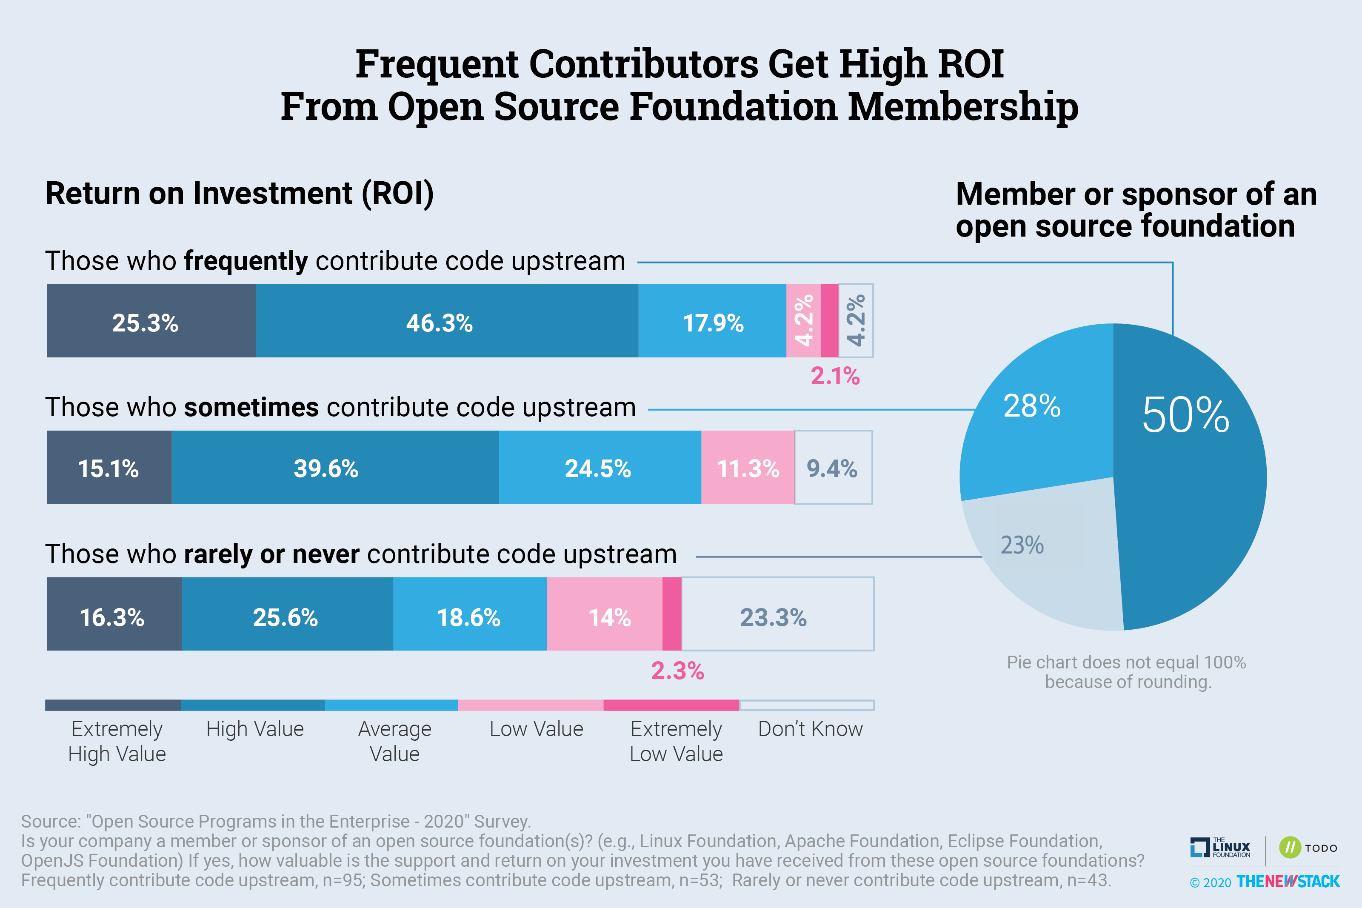 Frequent Contributors Get High ROI
From Open Source Foundation Membership
Return on Investment (ROI)
Member or sponsor of an
open source foundation
Those who frequently contribute code upstream
25.3%
46.3%
17.9%
4.2%
4.2%
2.1%
Those who sometimes contribute code upstream
15.1%
39.6%
24.5%
11.3%
9.4%
Those who rarely or never contribute code upstream
16.3%
25.6%
18.6%
14%
23.3%
2.3%
28%
50%
23%
Pie chart does not equal 100%
because of rounding.
Extremely
High Value
High Value
Average
Value
Low Value
Extremely
Low Value
Don't Know
Source: "Open Source Programs in the Enterprise - 2020" Survey.
Is your company a member or sponsor of an open source foundation(s)? (e.g., Linux Foundation, Apache Foundation, Eclipse Foundation,
OpenJS Foundation) If yes, how valuable is the support and return on your investment you have received from these open source foundations?
Frequently contribute code upstream, n=95; Sometimes contribute code upstream, n=53;  Rarely or never contribute code upstream, n=43.
THE
LINUX
FOUNDATION
TODO
© 2020 THENEWSTACK